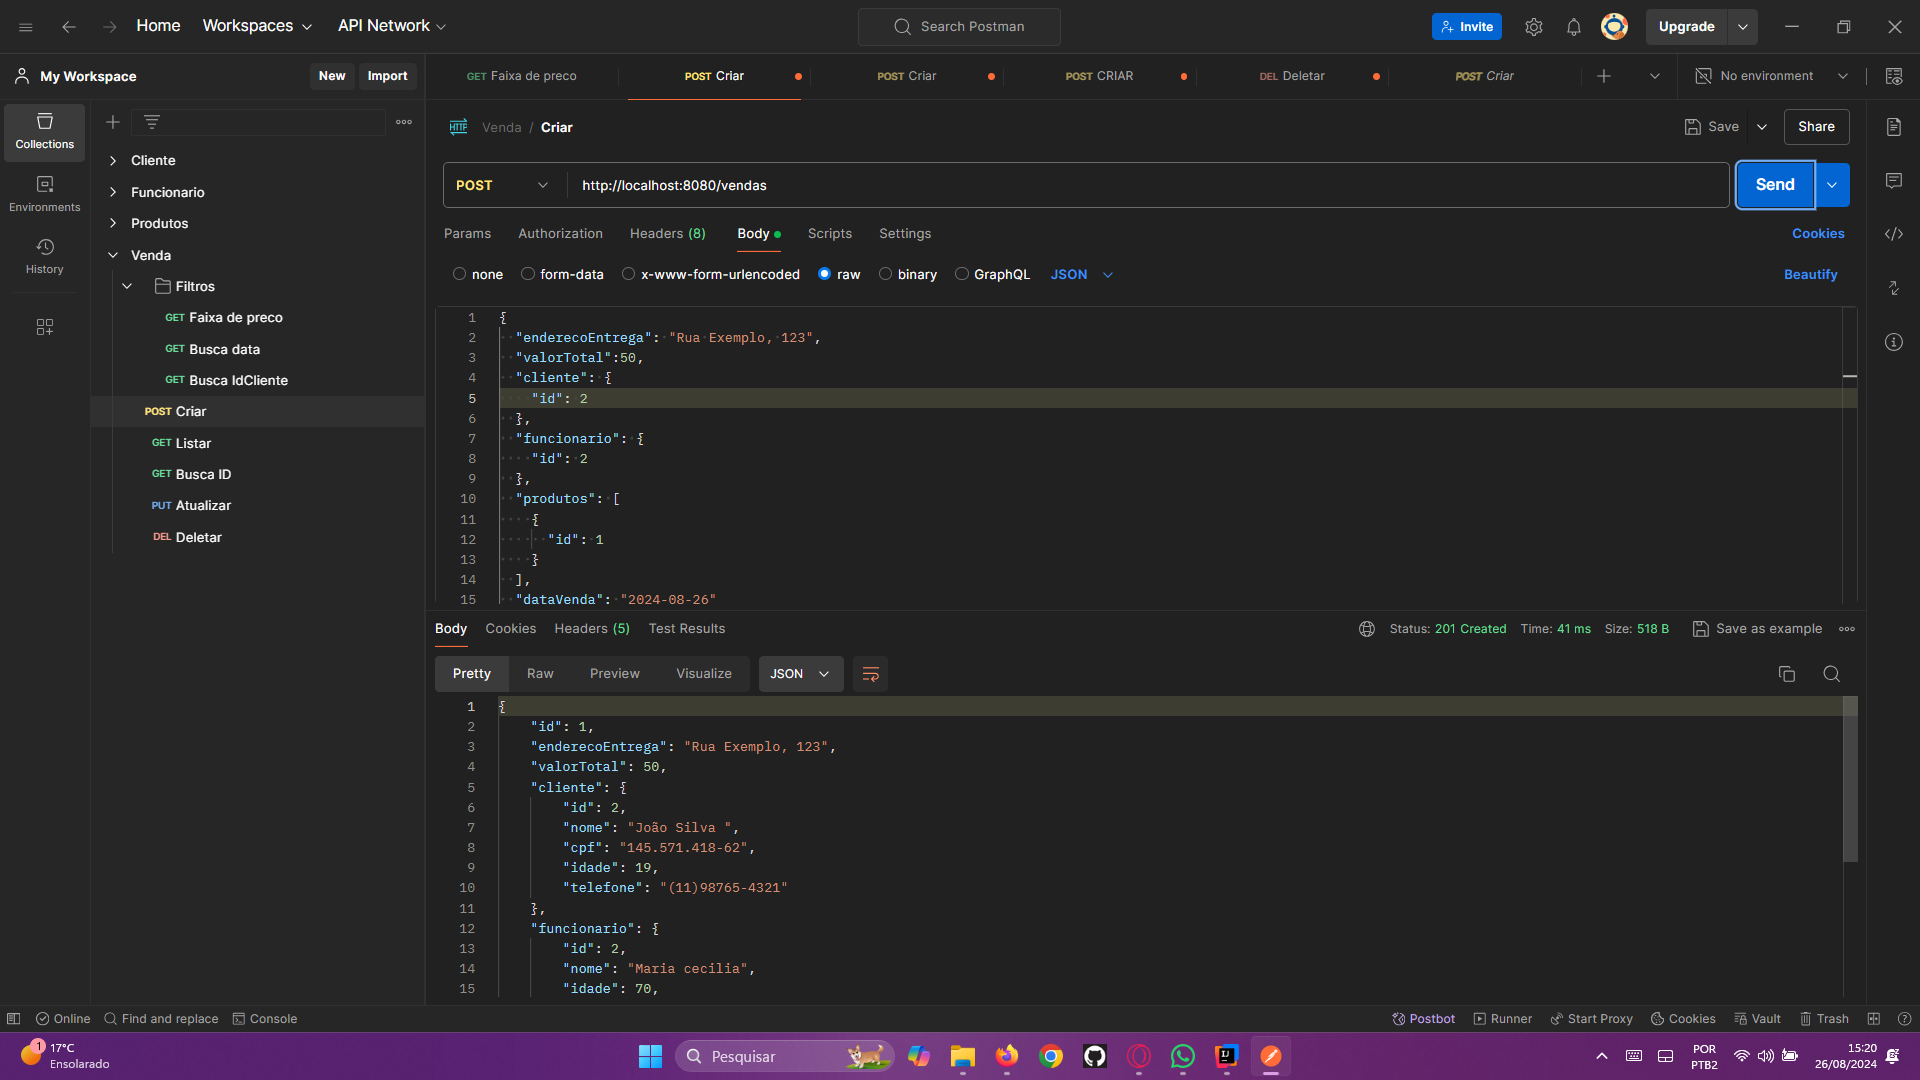 Home Workspaces API Network Search Postman Invite Upgrade
My Workspace New Import GET Faixa de preco POST Criar POST Criar POST CRIAR DEL Deletar POST Criar No environment
Collections
Environments
History
Cliente
Funcionario
Produtos
Venda
Filtros
GET Faixa de preco
GET Busca data
GET Busca IdCliente
POST Criar
GET Listar
GET Busca ID
PUT Atualizar
DEL Deletar
HTTP Venda / Criar Save Share
POST http://localhost:8080/vendas Send
Params Authorization Headers (8) Body Scripts Settings Cookies
none form-data x-www-form-urlencoded raw binary GraphQL JSON Beautify
1 {
2 "enderecoEntrega": "Rua Exemplo, 123",
3 "valorTotal":50,
4 "cliente": {
5 "id": 2
6 },
7 "funcionario": {
8 "id": 2
9 },
10 "produtos": [
11 {
12 "id": 1
13 }
14 ],
15 "dataVenda": "2024-08-26"
Body Cookies Headers (5) Test Results Status: 201 Created Time: 41 ms Size: 518 B Save as example
Pretty Raw Preview Visualize JSON
1 {
2 "id": 1,
3 "enderecoEntrega": "Rua Exemplo, 123",
4 "valorTotal": 50,
5 "cliente": {
6 "id": 2,
7 "nome": "João Silva ",
8 "cpf": "145.571.418-62",
9 "idade": 19,
10 "telefone": "(11)98765-4321"
11 },
12 "funcionario": {
13 "id": 2,
14 "nome": "Maria cecilia",
15 "idade": 70,
Online Find and replace Console Postbot Runner Start Proxy Cookies Vault Trash
1 17°C
Ensolarado
Pesquisar
POR
PTB2
15:20
26/08/2024